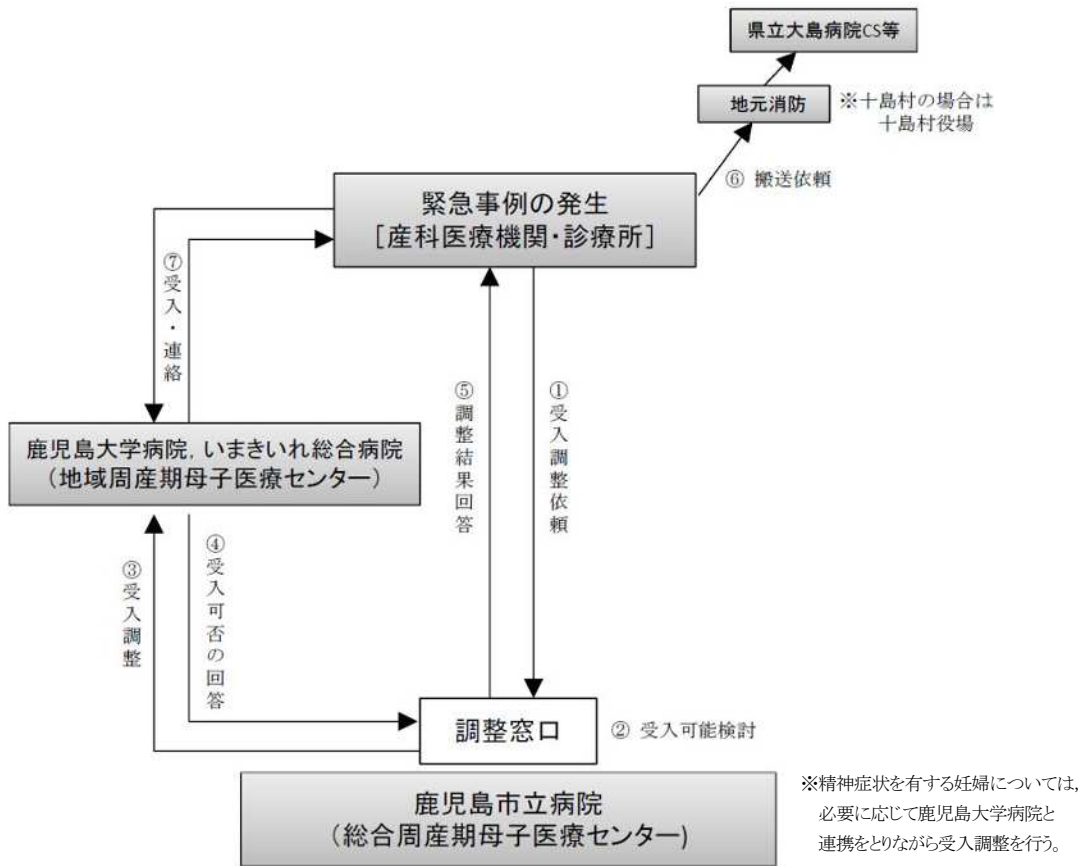 県立大島病院CS等
地元消防
※十島村の場合は
十島村役場
⑥ 搬送依頼
緊急事例の発生
[産科医療機関・診療所]
⑦受入・連絡
⑤調整結果回答
①受入調整依頼
鹿児島大学病院,いまきいれ総合病院
(地域周産期母子医療センター)
③受入調整
④受入可否の回答
調整窓口
② 受入可能検討
鹿児島市立病院
(総合周産期母子医療センター)
※精神症状を有する妊婦については,
必要に応じて鹿児島大学病院と
連携をとりながら受入調整を行う。